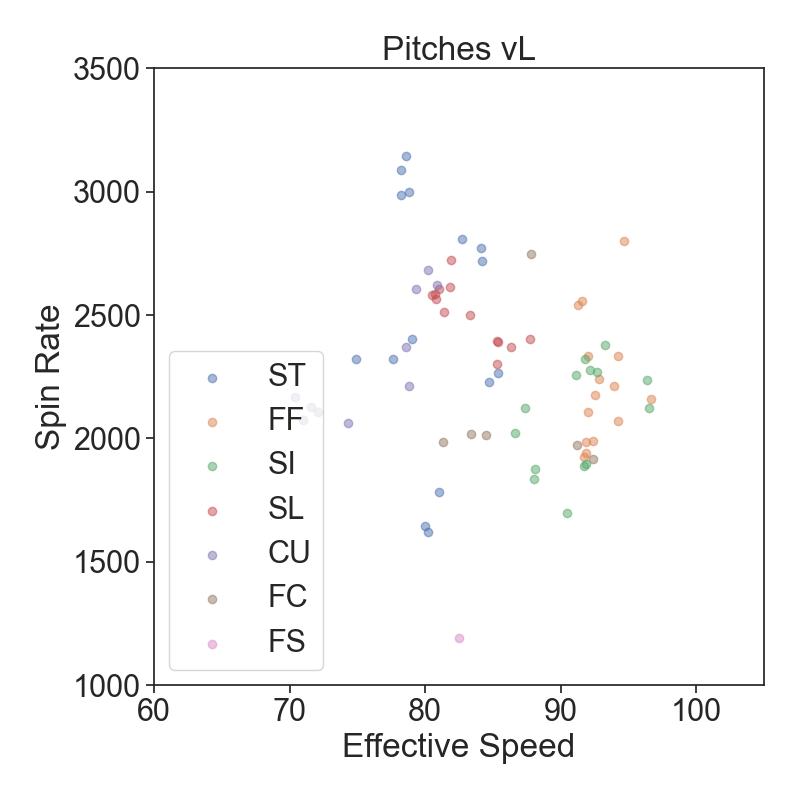 Pitches vL
3500
3000
2500
2000
1500
1000
Spin Rate
ST
FF
SI
SL
CU
FC
FS
60 70 80 90 100
Effective Speed